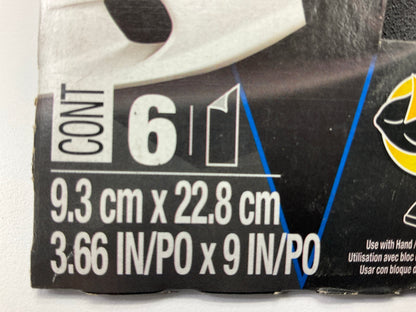 CONT
6
9.3 cm x 22.8 cm
3.66 IN/PO x 9 IN/PO
Use with Hand
Utilisation avec bloc
Usar con bloque